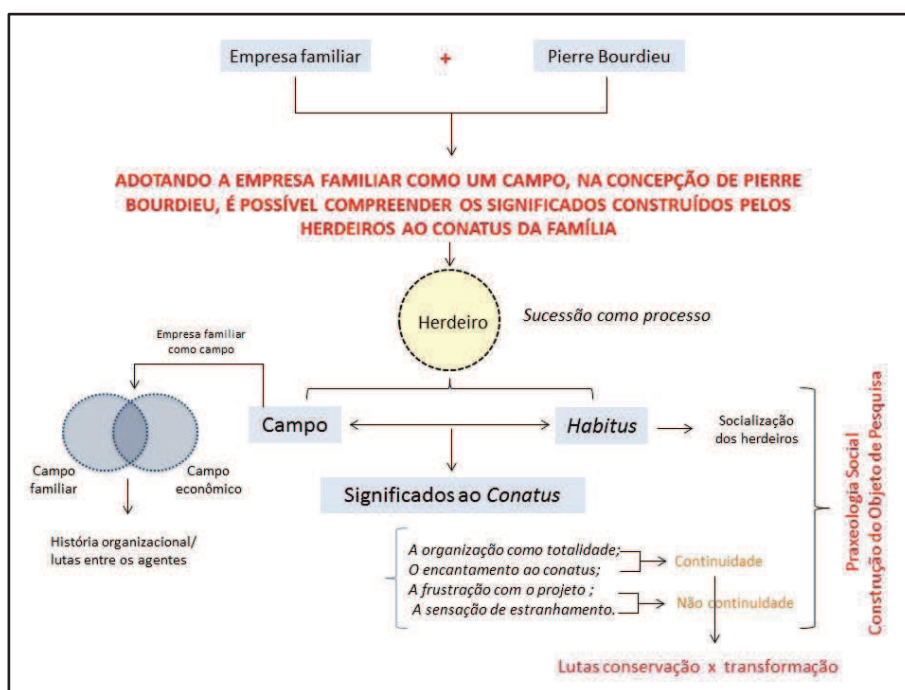 Empresa familiar
+
Pierre Bourdieu
ADOTANDO A EMPRESA FAMILIAR COMO UM CAMPO, NA CONCEPÇÃO DE PIERRE
BOURDIEU, É POSSÍVEL COMPREENDER OS SIGNIFICADOS CONSTRUÍDOS PELOS
HERDEIROS AO CONATUS DA FAMÍLIA
Herdeiro
Sucessão como processo
Empresa familiar
como campo
Campo
Habitus
Socialização
dos herdeiros
Campo
familiar
Campo
econômico
Significados ao Conatus
História organizacional/
lutas entre os agentes
A organização como totalidade;
O encantamento ao conatus;
A frustração com o projeto ;
A sensação de estranhamento.
Continuidade
Não continuidade
Lutas conservação x transformação
Praxeologia Social
Construção do Objeto de Pesquisa